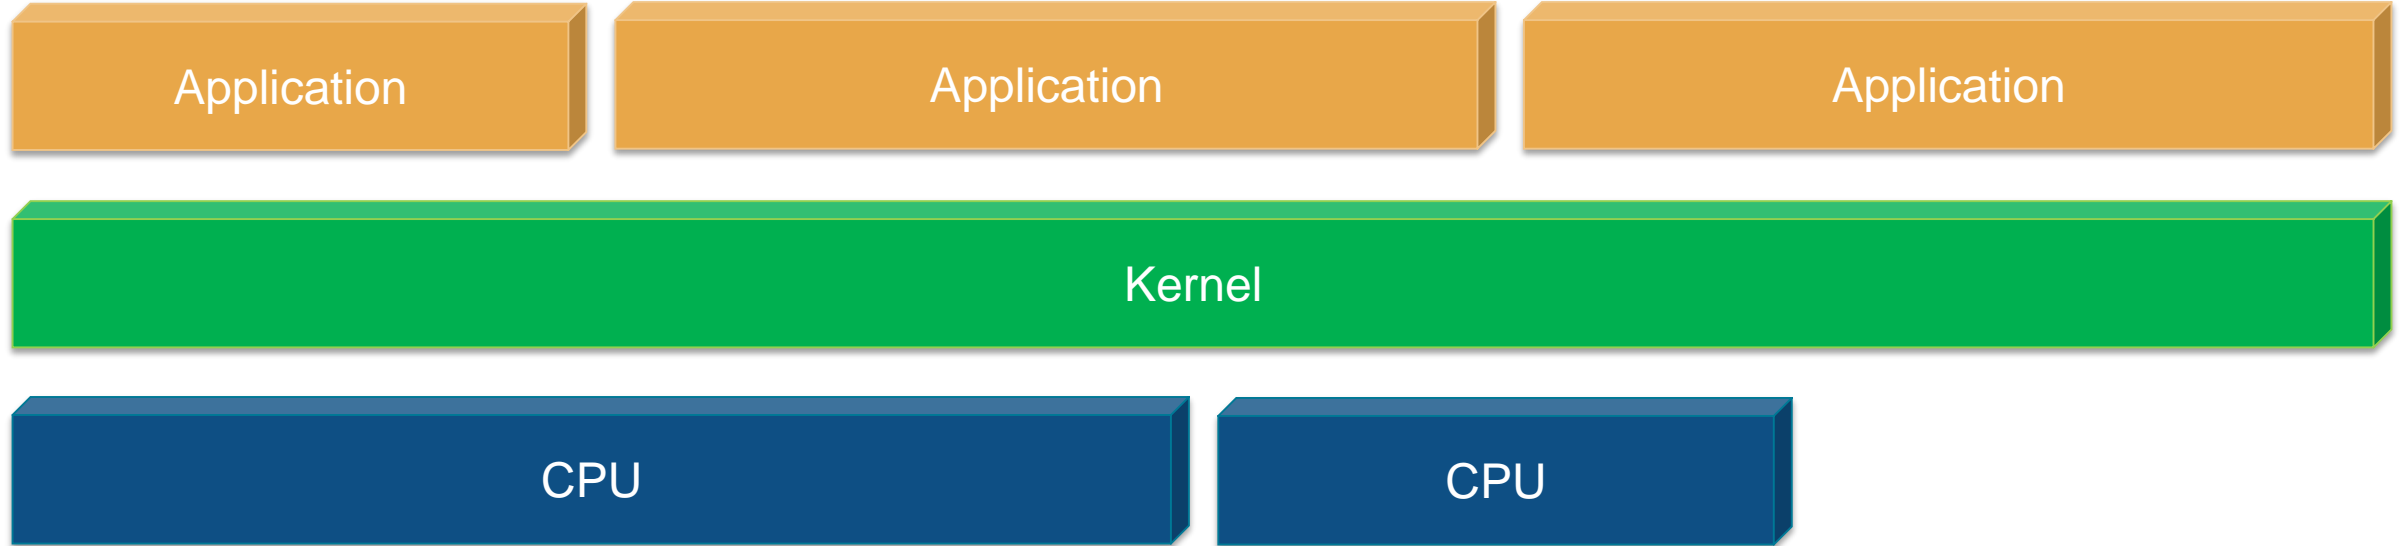 Application
Application
Application
Kernel
CPU
CPU